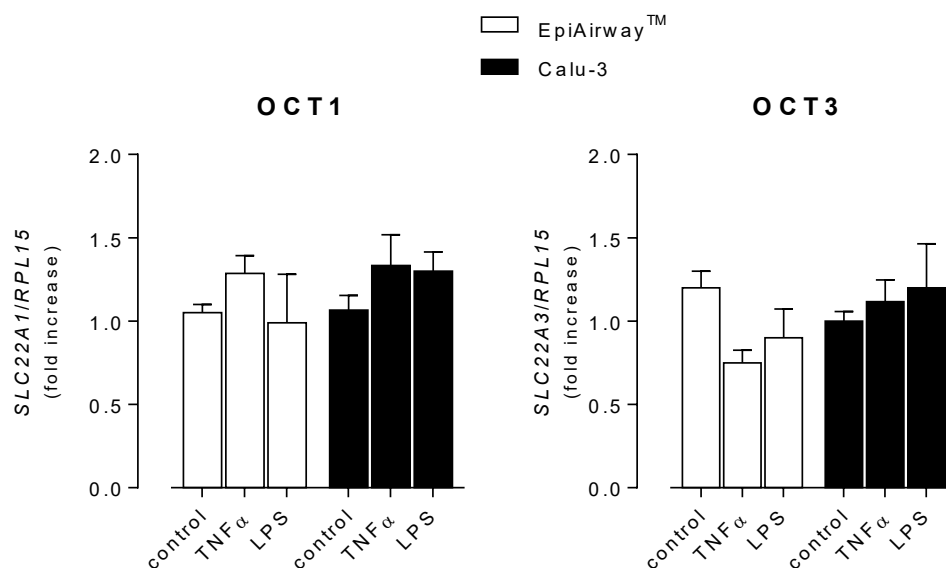 EpiAirway™
Calu-3
OCT1
2.0
1.5
1.0
0.5
0.0
SLC22A1/RPL15
(fold increase)
control
TNFα
LPS
control
TNFα
LPS
OCT3
2.0
1.5
1.0
0.5
0.0
SLC22A3/RPL15
(fold increase)
control
TNFα
LPS
control
TNFα
LPS